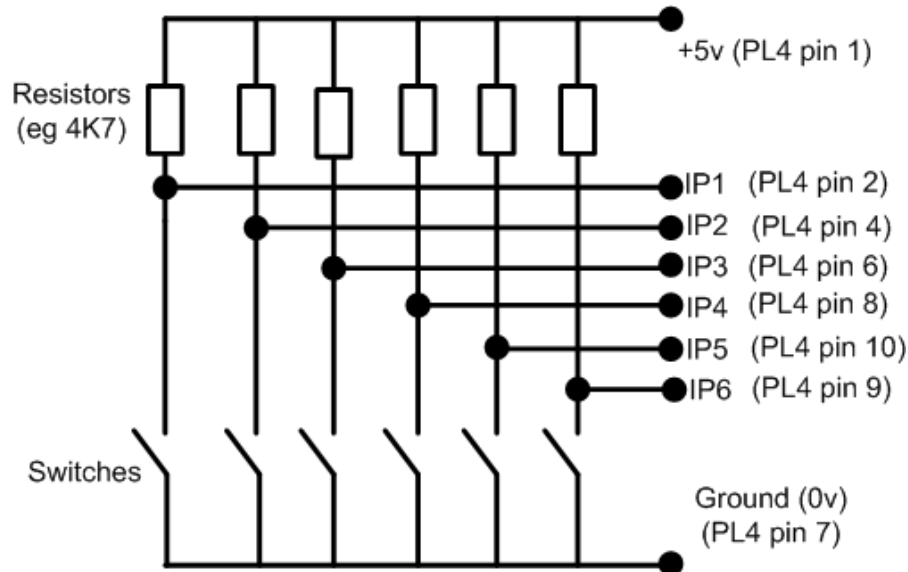 +5v (PL4 pin 1)
Resistors
(eg 4K7)
IP1 (PL4 pin 2)
IP2 (PL4 pin 4)
IP3 (PL4 pin 6)
IP4 (PL4 pin 8)
IP5 (PL4 pin 10)
IP6 (PL4 pin 9)
Switches
Ground (0v)
(PL4 pin 7)